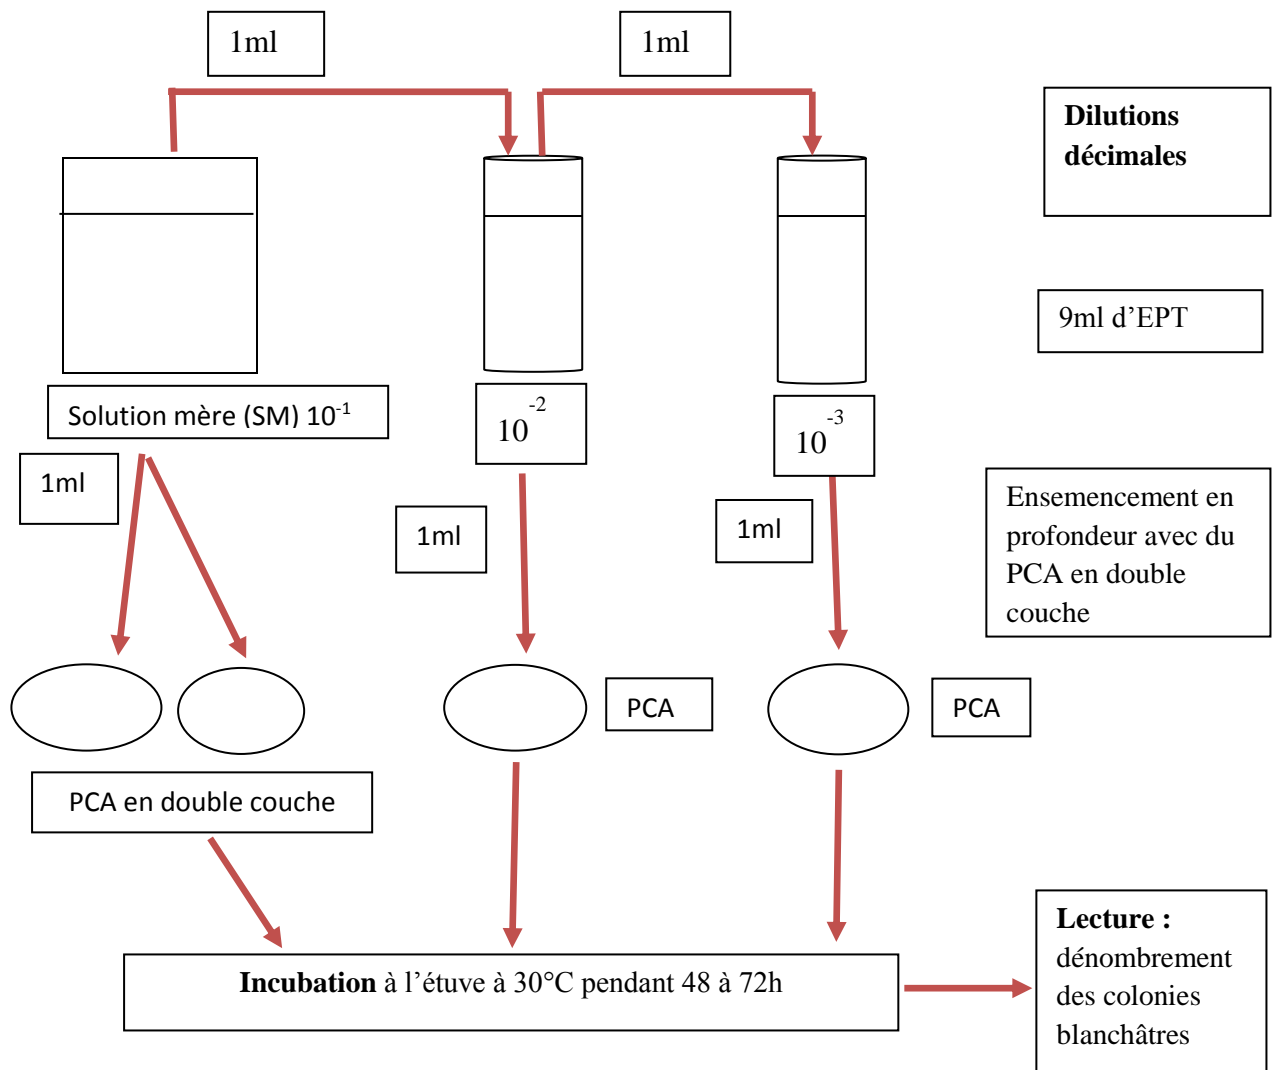 1ml
1ml
Dilutions
décimales
9ml d’EPT
Solution mère (SM) 10⁻¹
10⁻²
10⁻³
1ml
1ml
1ml
Ensemencement en
profondeur avec du
PCA en double
couche
PCA
PCA
PCA en double couche
Incubation à l’étuve à 30°C pendant 48 à 72h
Lecture :
dénombrement
des colonies
blanchâtres